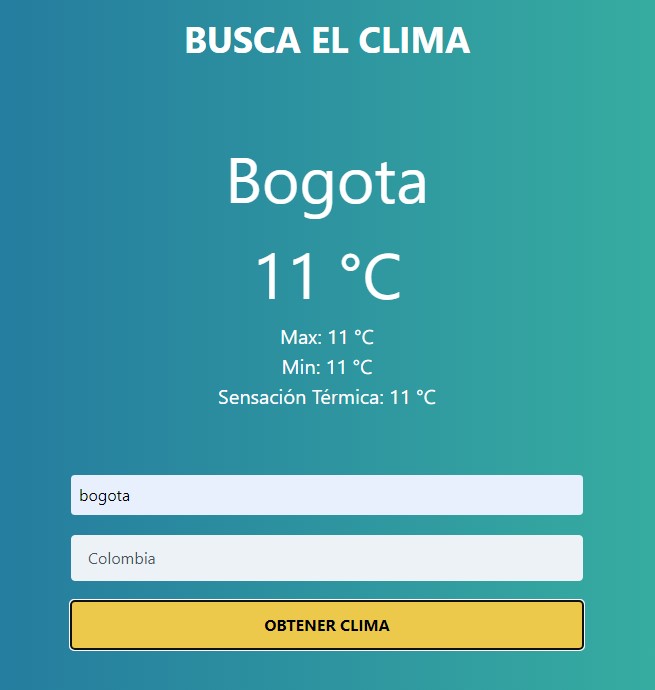 BUSCA EL CLIMA
Bogota
11 °C
Max: 11 °C
Min: 11 °C
Sensación Térmica: 11 °C
bogota
Colombia
OBTENER CLIMA